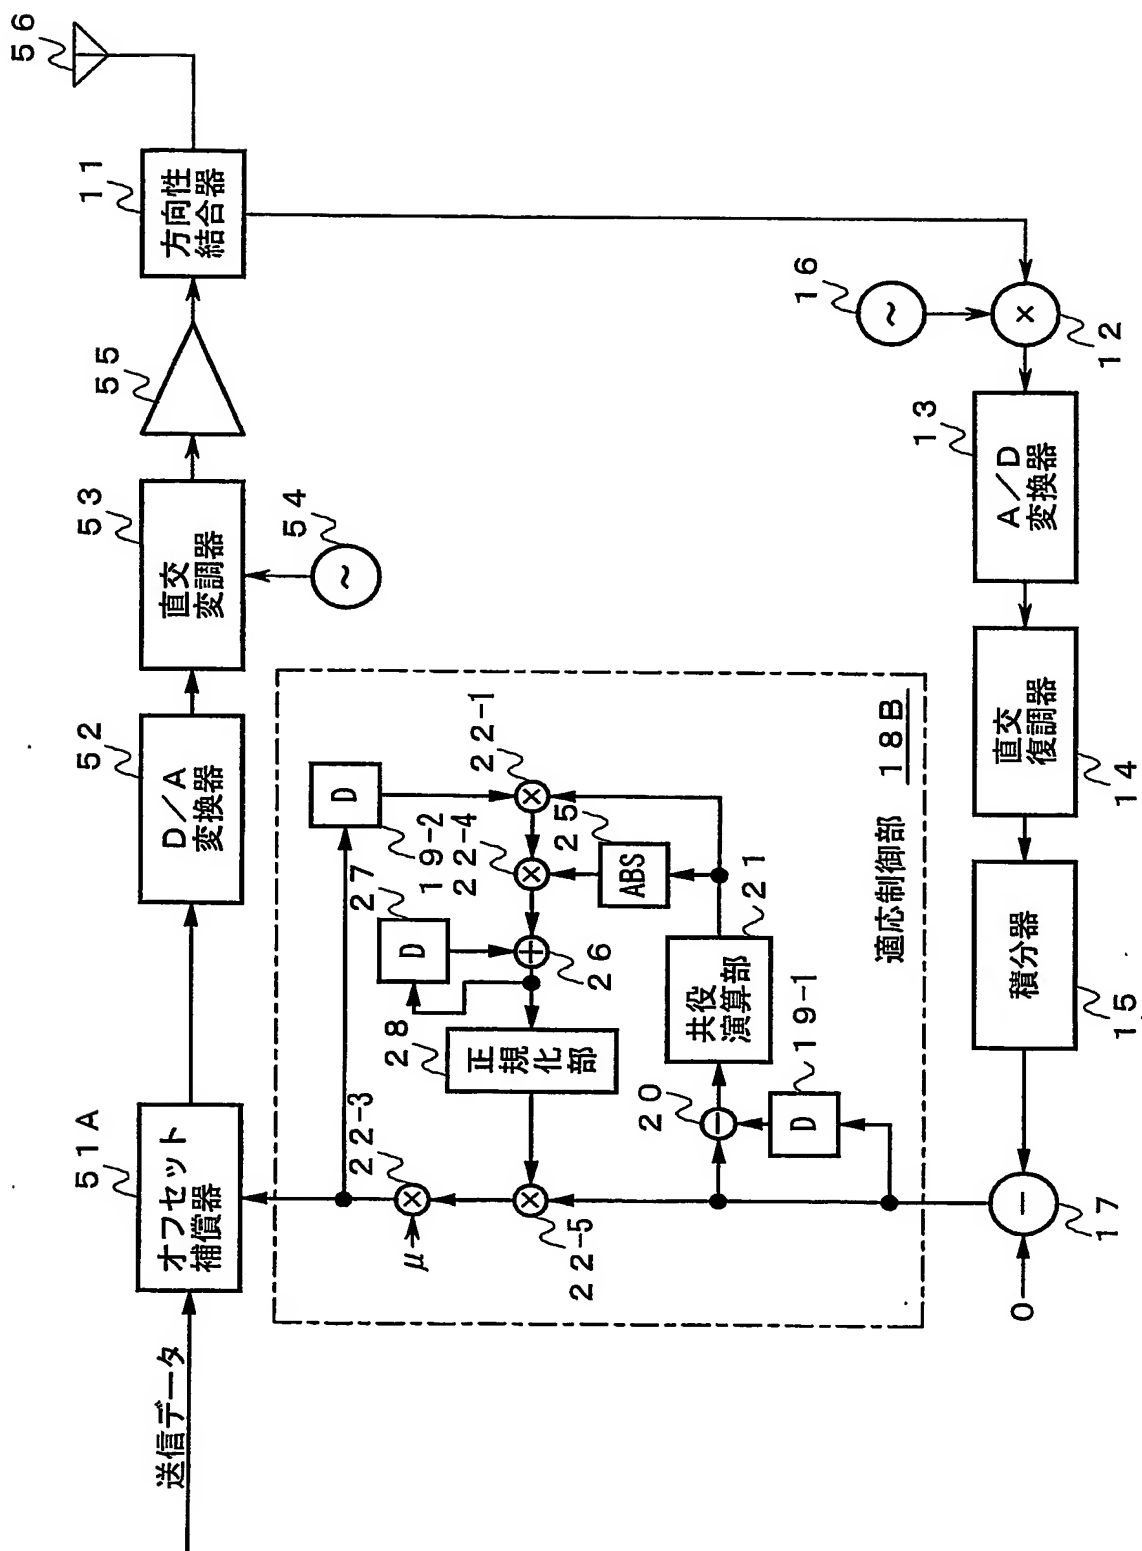 送信データ
51A
オフセット
補償器
52
D/A
変換器
53
直交
変調器
54
~
55
11
方向性
結合器
56
18B
適応制御部
D
19-2
22-1
×
22-4
×
25
ABS
27
D
+
26
28
正規化
部
21
共役
演算部
20
−
19-1
D
22-3
×
μ
22-5
×
16
~
12
×
13
A/D
変換器
14
直交
復調器
15
積分器
17
−
0